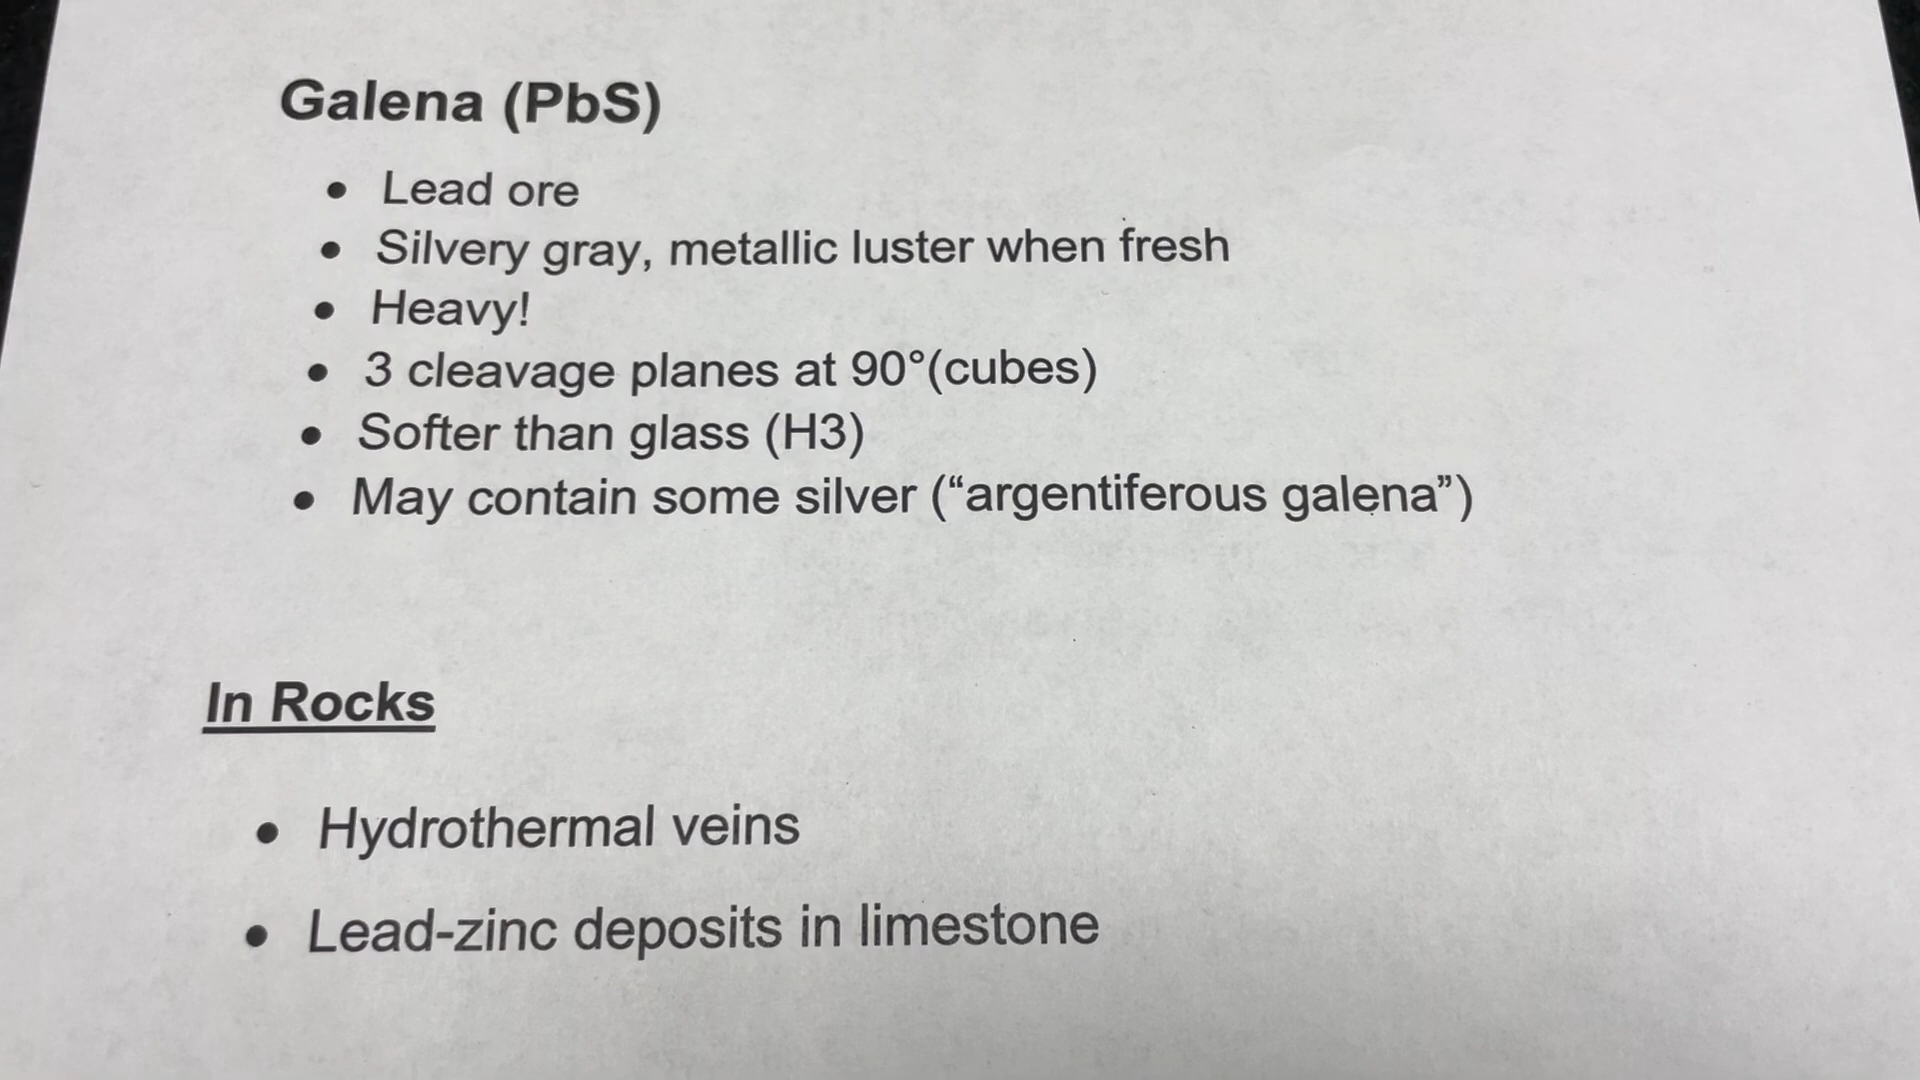 Galena (PbS)
• Lead ore
• Silvery gray, metallic luster when fresh
• Heavy!
• 3 cleavage planes at 90°(cubes)
• Softer than glass (H3)
• May contain some silver (“argentiferous galena”)
In Rocks
• Hydrothermal veins
• Lead-zinc deposits in limestone